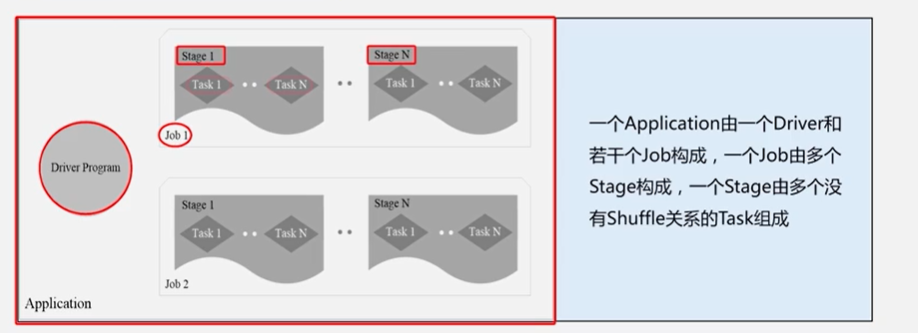 Stage 1
Task 1
Task N
Stage N
Task 1
Task N
Job 1
Driver Program
Stage 1
Task 1
Task N
Stage N
Task 1
Task N
Job 2
Application
一个Application由一个Driver和
若干个Job构成，一个Job由多个
Stage构成，一个Stage由多个没
有Shuffle关系的Task组成